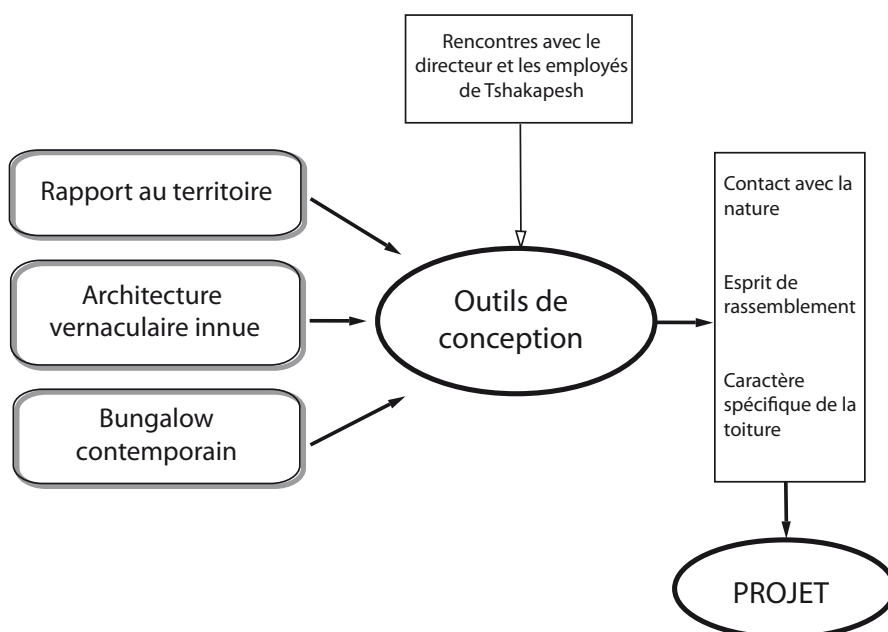 Rencontres avec le
directeur et les employés
de Tshakapesh
Rapport au territoire
Architecture
vernaculaire innue
Bungalow
contemporain
Outils de
conception
Contact avec la
nature
Esprit de
rassemblement
Caractère
spécifique de la
toiture
PROJET